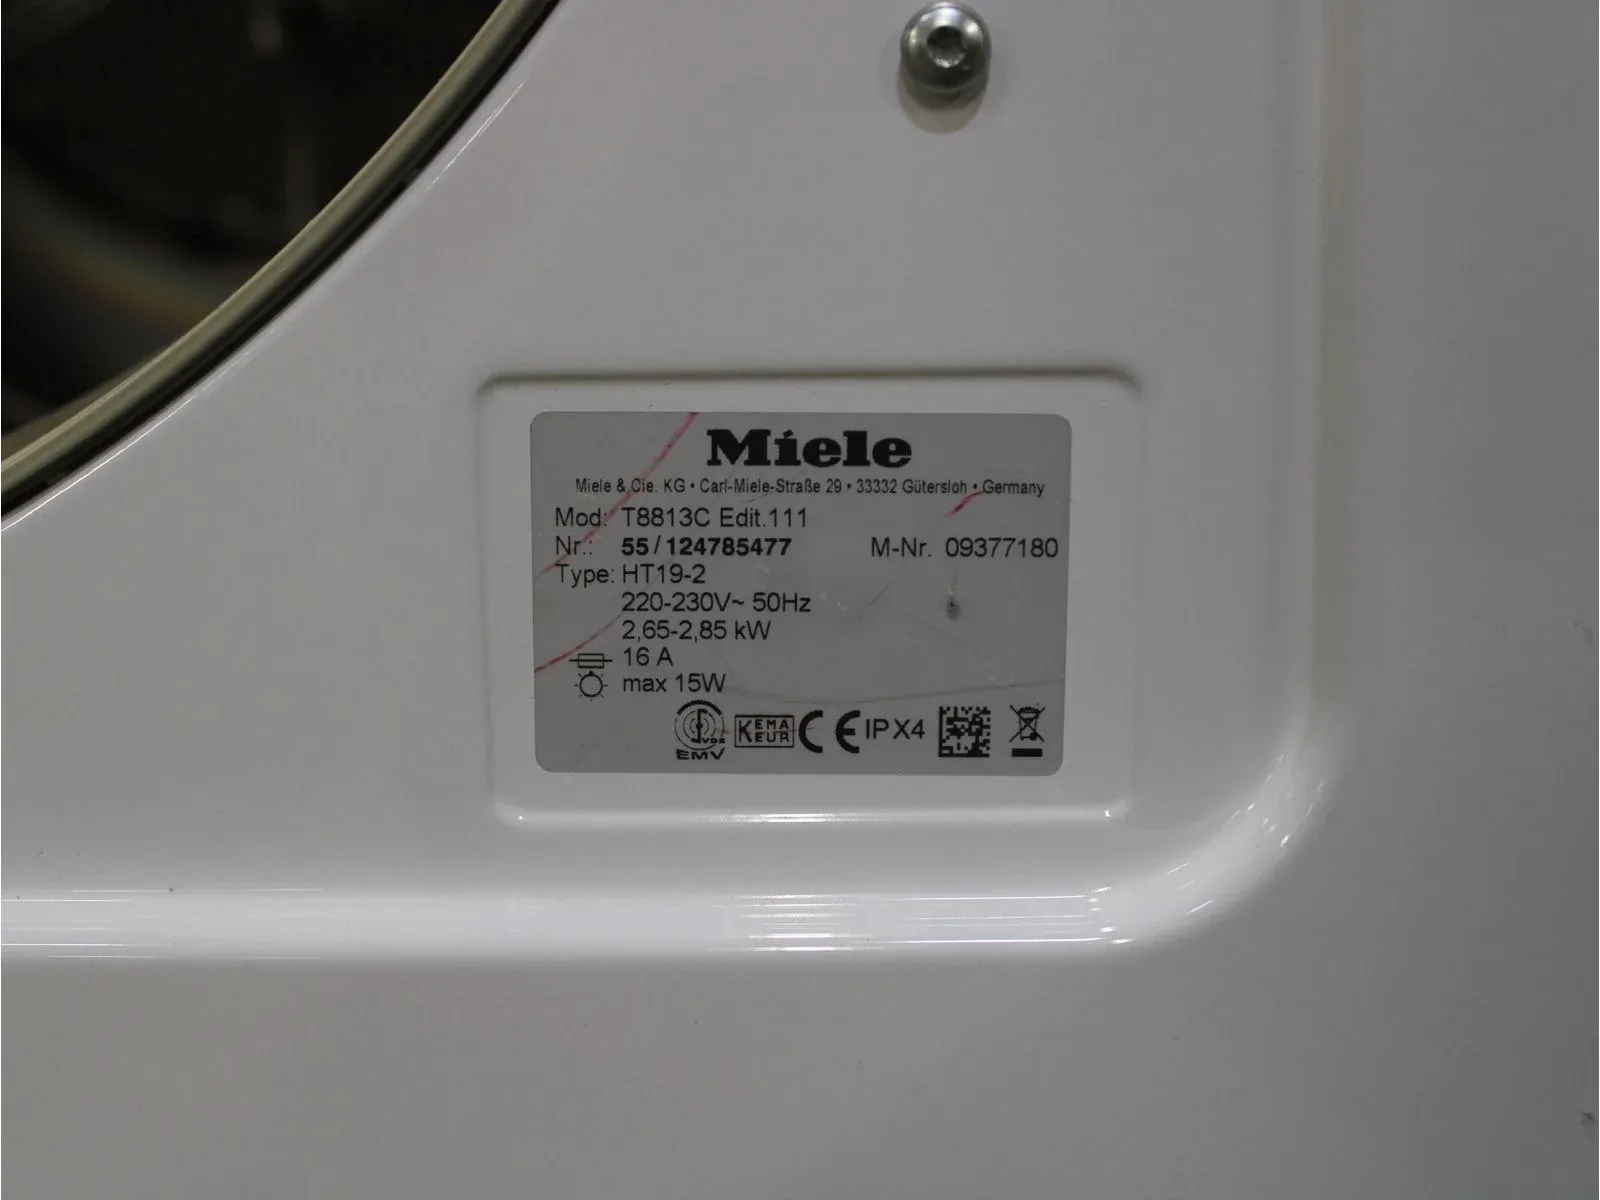 Miele
Miele & Cie. KG • Carl-Miele-Straße 29 • 33332 Gütersloh • Germany
Mod: T8813C Edit.111
Nr.: 55/124785477 M-Nr. 09377180
Type: HT19-2
220-230V~ 50Hz
2,65-2,85 kW
16 A
max 15W
VDE EMV KEMA KEUR CE IPX4